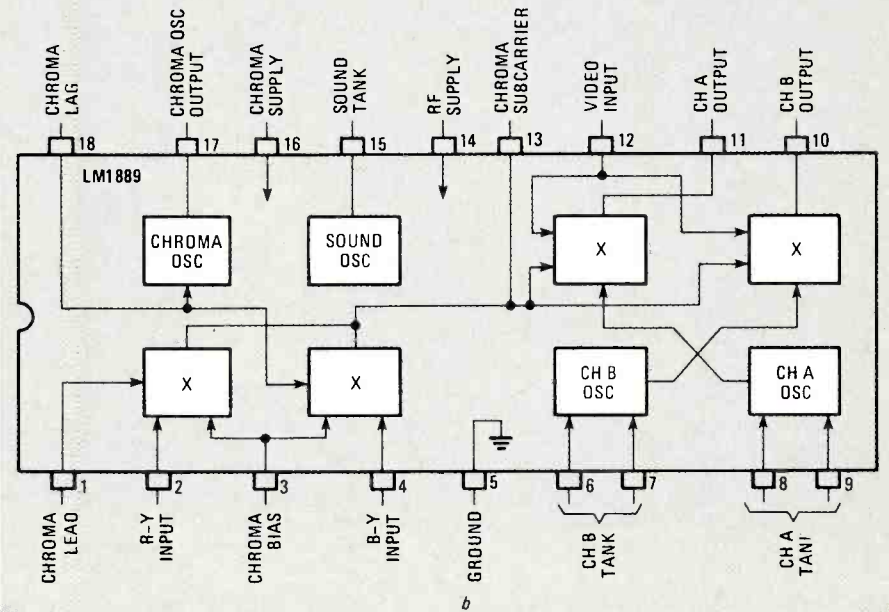 CHROMA
LAG
CHROMA OSC
OUTPUT
CHROMA
SUPPLY
SOUND
TANK
RF
SUPPLY
CHROMA
SUBCARRIER
VIDEO
INPUT
CH A
OUTPUT
CH B
OUTPUT
18
17
16
15
14
13
12
11
10
LM1889
CHROMA
OSC
SOUND
OSC
X
X
X
X
CH B
OSC
CH A
OSC
1
2
3
4
5
6
7
8
9
CHROMA
LEAD
R-Y
INPUT
CHROMA
BIAS
B-Y
INPUT
GROUND
CH B
TANK
CH A
TANK
b